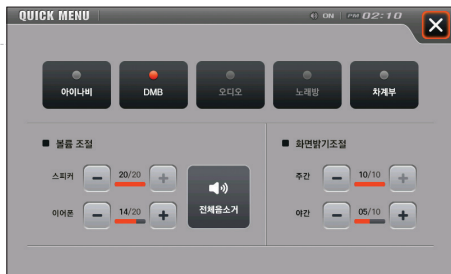 QUICK MENU ON PM 02:10
아이나비 DMB 오디오 노래방 차계부
■ 볼륨 조절
스피커 − 20/20 +
이어폰 − 14/20 +
전체음소거
■ 화면밝기조절
주간 − 10/10 +
야간 − 05/10 +